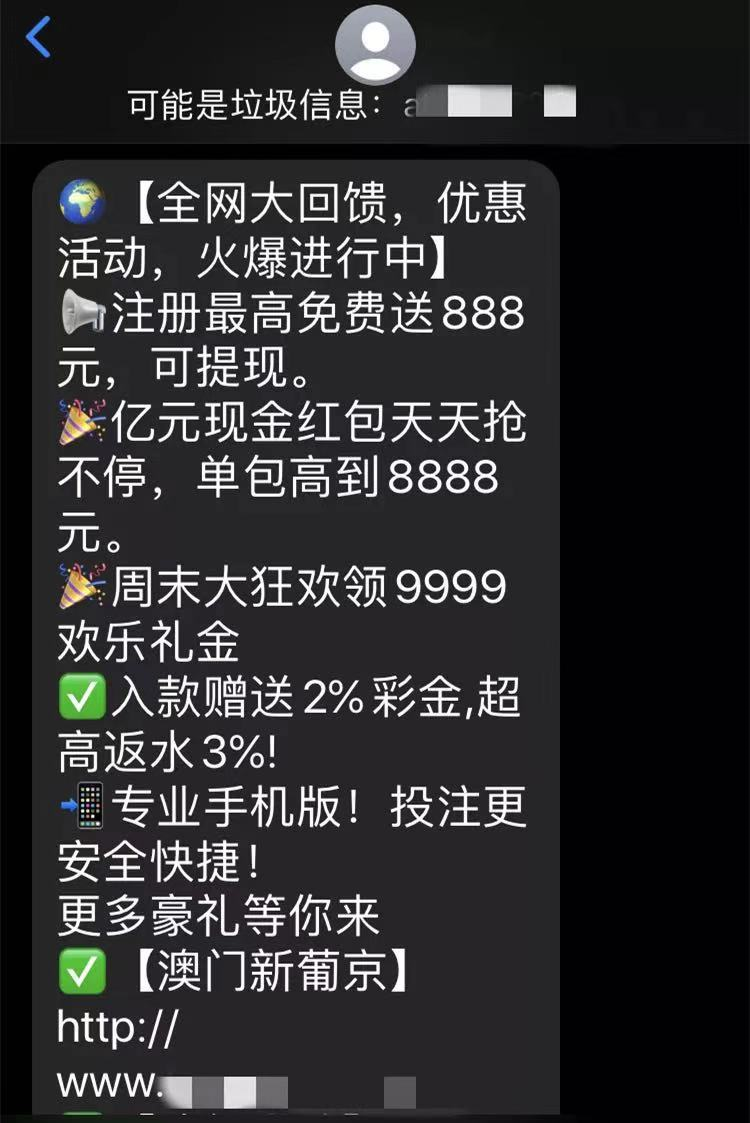 可能是垃圾信息：
🌍【全网大回馈，优惠
活动，火爆进行中】
📢注册最高免费送888
元，可提现。
🎉亿元现金红包天天抢
不停，单包高到8888
元。
🎉周末大狂欢领9999
欢乐礼金
✅入款赠送2%彩金,超
高返水3%!
📲专业手机版！投注更
安全快捷！
更多豪礼等你来
✅【澳门新葡京】
http://
www.